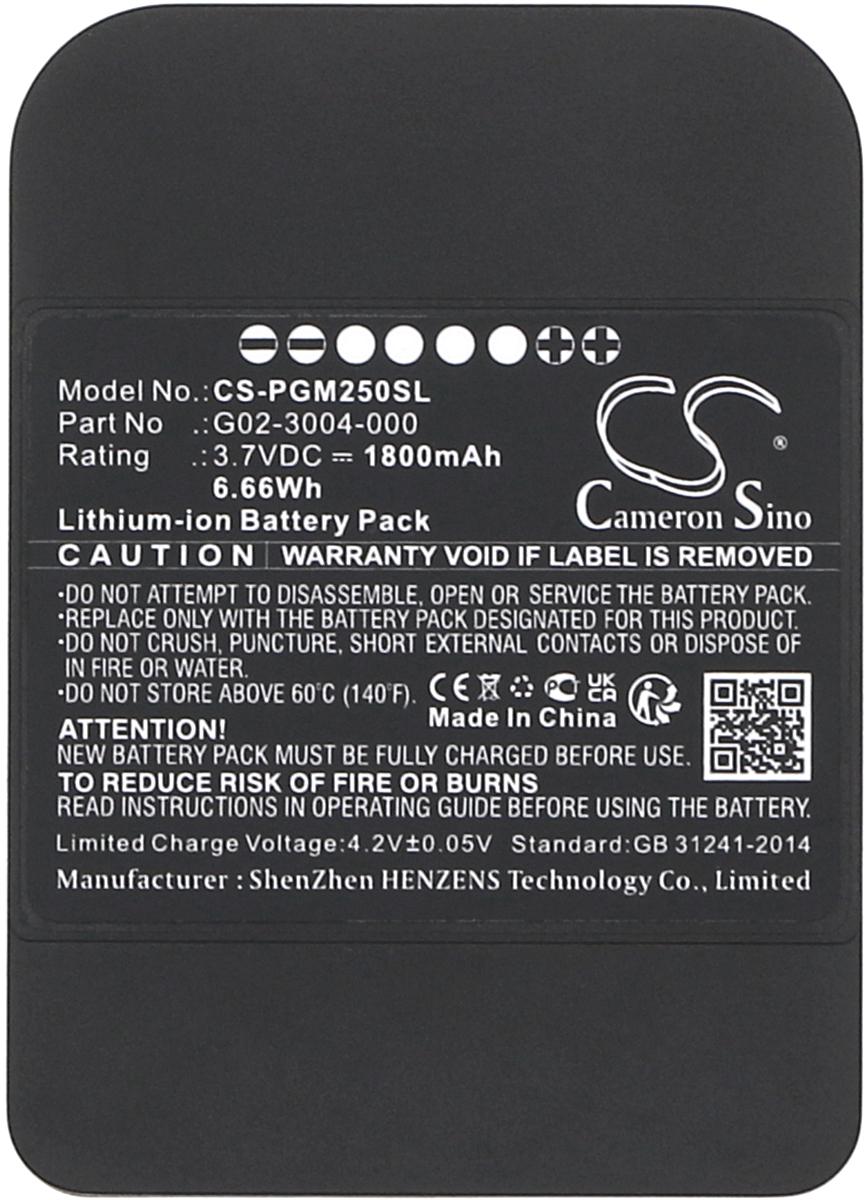 Model No.:CS-PGM250SL
Part No .:G02-3004-000
Rating .:3.7VDC ⎓ 1800mAh
6.66Wh
Lithium-ion Battery Pack
CS ®
Cameron Sino
CAUTION | WARRANTY VOID IF LABEL IS REMOVED
·DO NOT ATTEMPT TO DISASSEMBLE, OPEN OR SERVICE THE BATTERY PACK.
·REPLACE ONLY WITH THE BATTERY PACK DESIGNATED FOR THIS PRODUCT.
·DO NOT CRUSH, PUNCTURE, SHORT EXTERNAL CONTACTS OR DISPOSE OF
IN FIRE OR WATER.
·DO NOT STORE ABOVE 60°C (140°F).
CE PC UK CA
Made In China
ATTENTION!
NEW BATTERY PACK MUST BE FULLY CHARGED BEFORE USE.
TO REDUCE RISK OF FIRE OR BURNS
READ INSTRUCTIONS IN OPERATING GUIDE BEFORE USING THE BATTERY.
Limited Charge Voltage:4.2V±0.05V Standard:GB 31241-2014
Manufacturer : ShenZhen HENZENS Technology Co., Limited